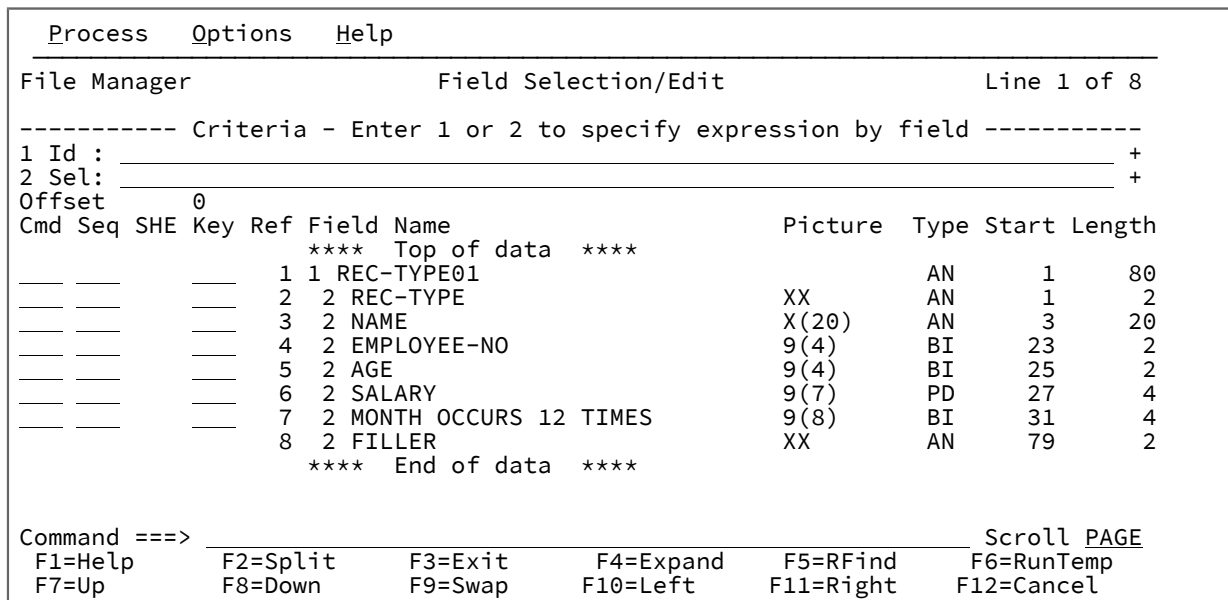 Process Options Help
File Manager Field Selection/Edit Line 1 of 8
----------- Criteria - Enter 1 or 2 to specify expression by field -----------
1 Id : +
2 Sel: +
Offset 0
Cmd Seq SHE Key Ref Field Name Picture Type Start Length
**** Top of data ****
1 1 REC-TYPE01 AN 1 80
2 2 REC-TYPE XX AN 1 2
3 2 NAME X(20) AN 3 20
4 2 EMPLOYEE-NO 9(4) BI 23 2
5 2 AGE 9(4) BI 25 2
6 2 SALARY 9(7) PD 27 4
7 2 MONTH OCCURS 12 TIMES 9(8) BI 31 4
8 2 FILLER XX AN 79 2
**** End of data ****
Command ===> Scroll PAGE
F1=Help F2=Split F3=Exit F4=Expand F5=RFind F6=RunTemp
F7=Up F8=Down F9=Swap F10=Left F11=Right F12=Cancel